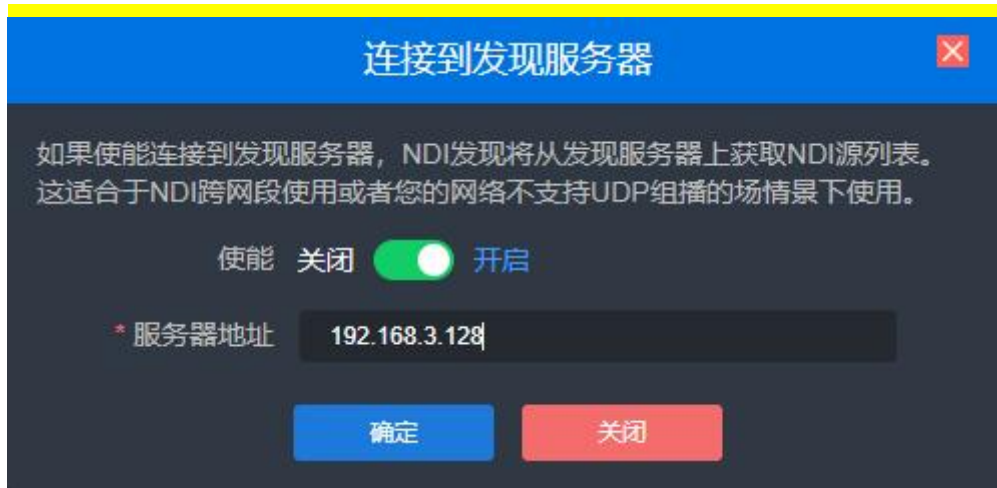 连接到发现服务器
如果使能连接到发现服务器，NDI发现将从发现服务器上获取NDI源列表。
这适合于NDI跨网段使用或者您的网络不支持UDP组播的场情景下使用。
使能 关闭 开启
* 服务器地址 192.168.3.128
确定 关闭